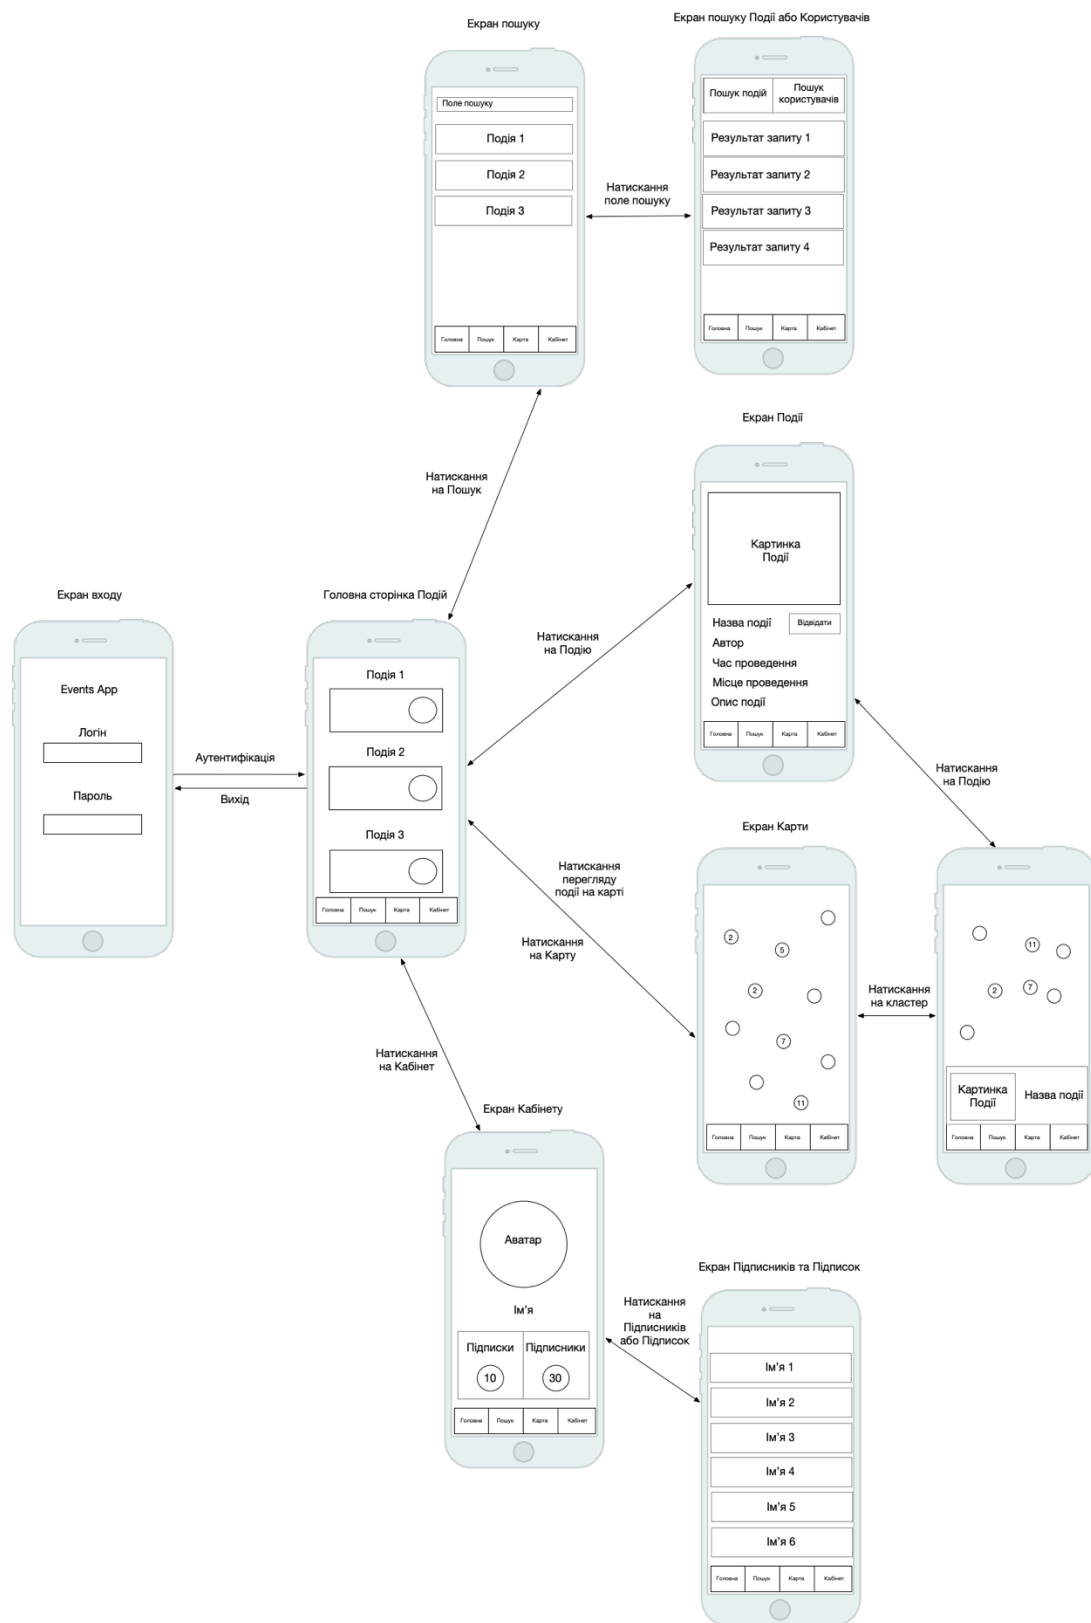 Екран пошуку
Поле пошуку
Подія 1
Подія 2
Подія 3
Головна Пошук Карта Кабінет
Натискання
поле пошуку
Екран пошуку Події або Користувачів
Пошук подій
Пошук
користувачів
Результат запиту 1
Результат запиту 2
Результат запиту 3
Результат запиту 4
Головна Пошук Карта Кабінет
Натискання
на Пошук
Екран Події
Картинка
Події
Назва події
Відвідати
Автор
Час проведення
Місце проведення
Опис події
Головна Пошук Карта Кабінет
Екран входу
Events App
Логін
Пароль
Аутентифікація
Вихід
Головна сторінка Подій
Подія 1
Подія 2
Подія 3
Головна Пошук Карта Кабінет
Натискання
на Подію
Натискання
на Подію
Натискання
перегляду
події на карті
Натискання
на Карту
Екран Карти
2
5
2
7
11
Головна Пошук Карта Кабінет
Натискання
на кластер
11
2
7
Картинка
Події
Назва події
Головна Пошук Карта Кабінет
Натискання
на Кабінет
Екран Кабінету
Аватар
Ім'я
Підписки Підписники
10 30
Головна Пошук Карта Кабінет
Натискання
на
Підписників
або Підписок
Екран Підписників та Підписок
Ім'я 1
Ім'я 2
Ім'я 3
Ім'я 4
Ім'я 5
Ім'я 6
Головна Пошук Карта Кабінет